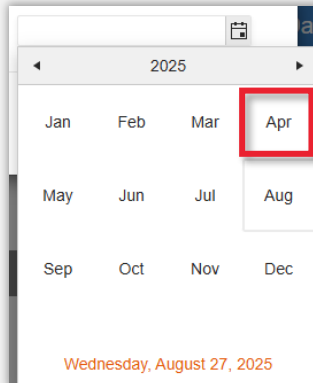 2025
Jan Feb Mar Apr
May Jun Jul Aug
Sep Oct Nov Dec
Wednesday, August 27, 2025